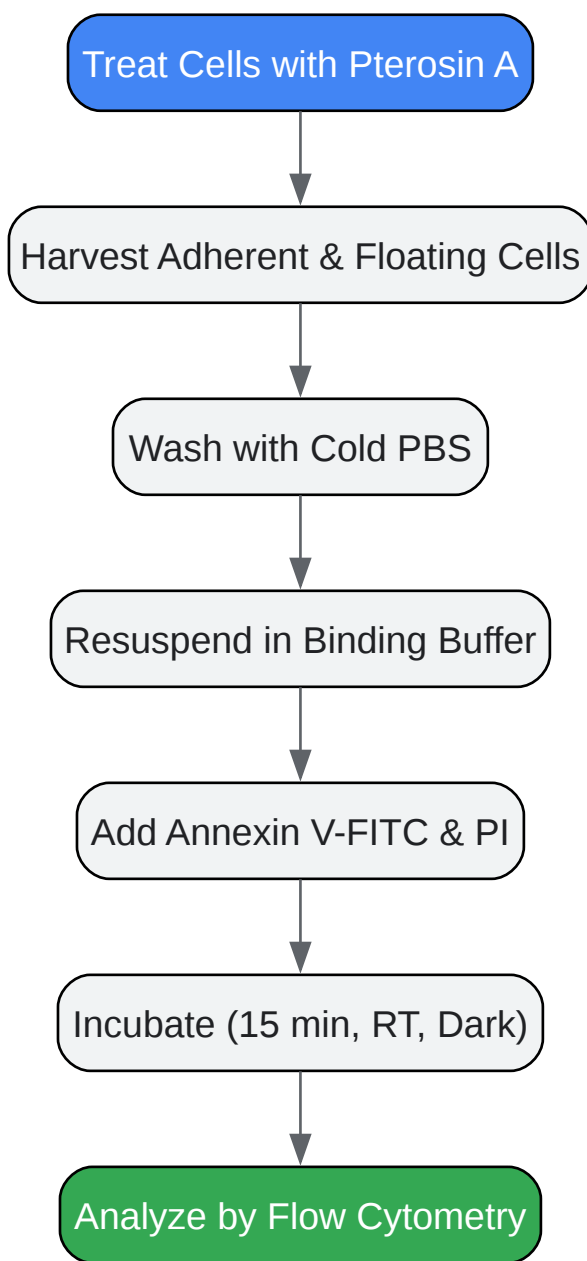 Treat Cells with Pterosin A
Harvest Adherent & Floating Cells
Wash with Cold PBS
Resuspend in Binding Buffer
Add Annexin V-FITC & PI
Incubate (15 min, RT, Dark)
Analyze by Flow Cytometry